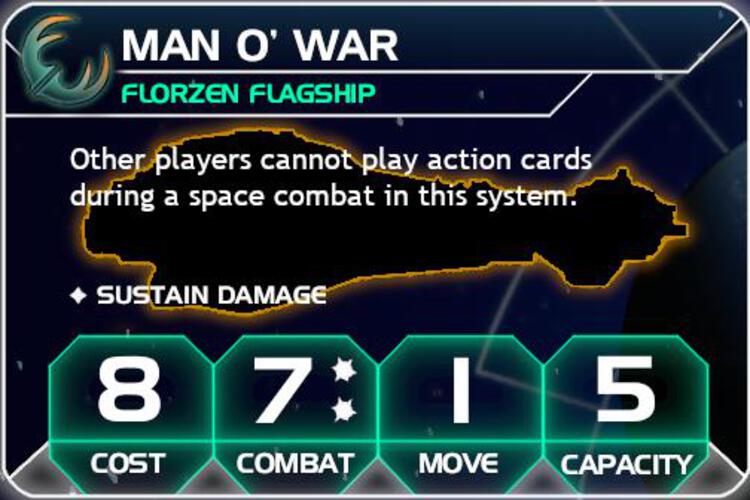 MAN O' WAR
FLORZEN FLAGSHIP
Other players cannot play action cards
during a space combat in this system.
SUSTAIN DAMAGE
8 7 1 5
COST COMBAT MOVE CAPACITY